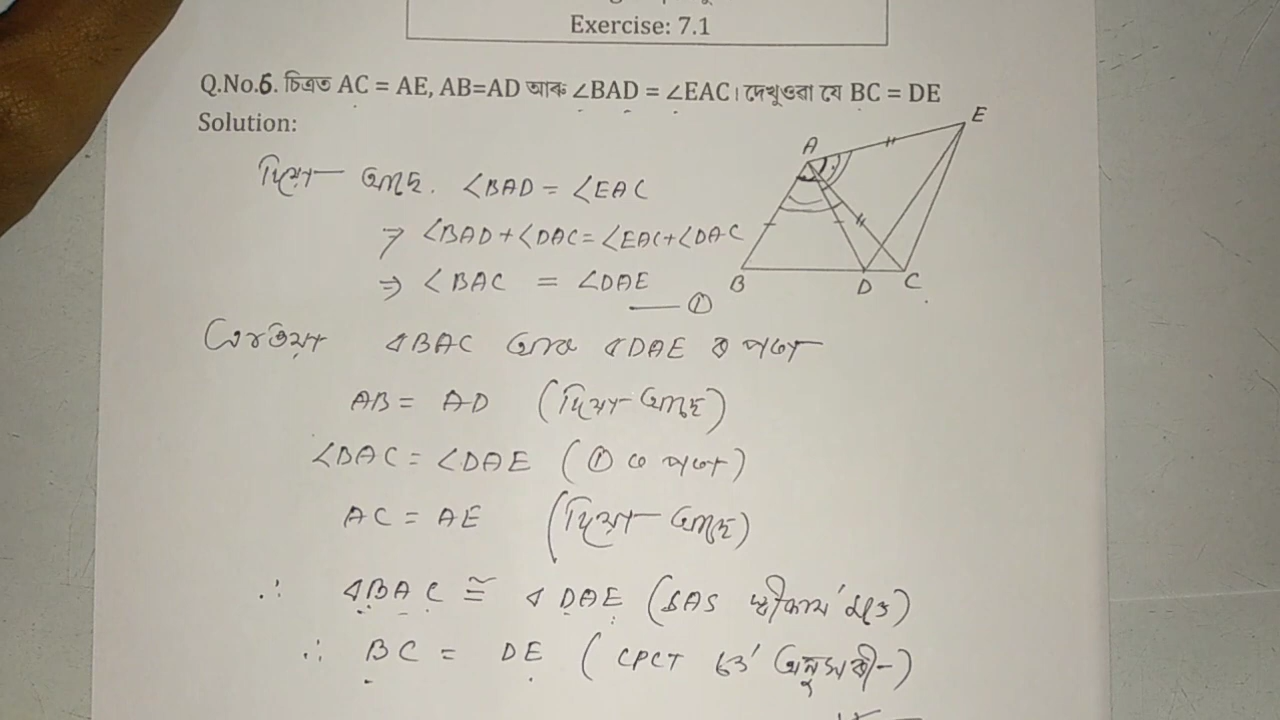 Exercise: 7.1
Q.No.6. চিত্ৰত AC = AE, AB=AD আৰু ∠BAD = ∠EAC। দেখুওৱা যে BC = DE
Solution:
E
A
B
D
C
দিয়া আছে. ∠BAD = ∠EAC
⇒ ∠BAD + ∠DAC = ∠EAC + ∠DAC
⇒ ∠BAC = ∠DAE
— ①
এতিয়া ∆BAC আৰু ∆DAE ৰ পৰা
AB = AD (দিয়া আছে)
∠BAC = ∠DAE (① ৰ পৰা)
AC = AE (দিয়া আছে)
∴ ∆BAC ≅ ∆DAE (SAS স্বীকাৰ্য মতে)
∴ BC = DE (CPCT ৰ)